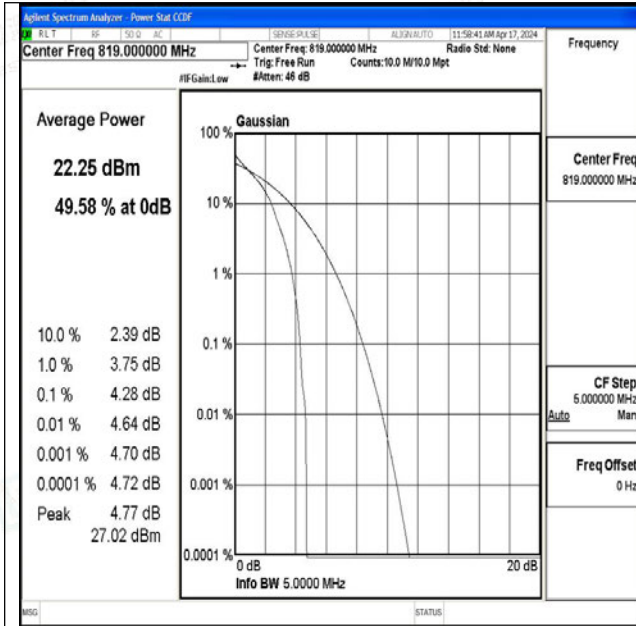 Agilent Spectrum Analyzer - Power Stat CCDF
RLT RF 50 Ω AC SENSE:PULSE ALIGNAUTO 11:58:41 AM Apr 17, 2024
Center Freq 819.000000 MHz
Center Freq: 819.000000 MHz Radio Std: None
Trig: Free Run Counts:10.0 M/10.0 Mpt
#IFGain:Low #Atten: 46 dB
Frequency
Average Power
22.25 dBm
49.58 % at 0dB
10.0 % 2.39 dB
1.0 % 3.75 dB
0.1 % 4.28 dB
0.01 % 4.64 dB
0.001 % 4.70 dB
0.0001 % 4.72 dB
Peak 4.77 dB
27.02 dBm
Gaussian
100 %
10 %
1 %
0.1 %
0.01 %
0.001 %
0.0001 %
0 dB 20 dB
Info BW 5.0000 MHz
Center Freq
819.000000 MHz
CF Step
5.000000 MHz
Auto Man
Freq Offset
0 Hz
MSG STATUS